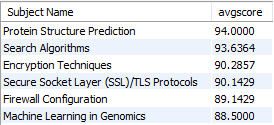 Subject Name avgscore
Protein Structure Prediction 94.0000
Search Algorithms 93.6364
Encryption Techniques 90.2857
Secure Socket Layer (SSL)/TLS Protocols 90.1429
Firewall Configuration 89.1429
Machine Learning in Genomics 88.5000